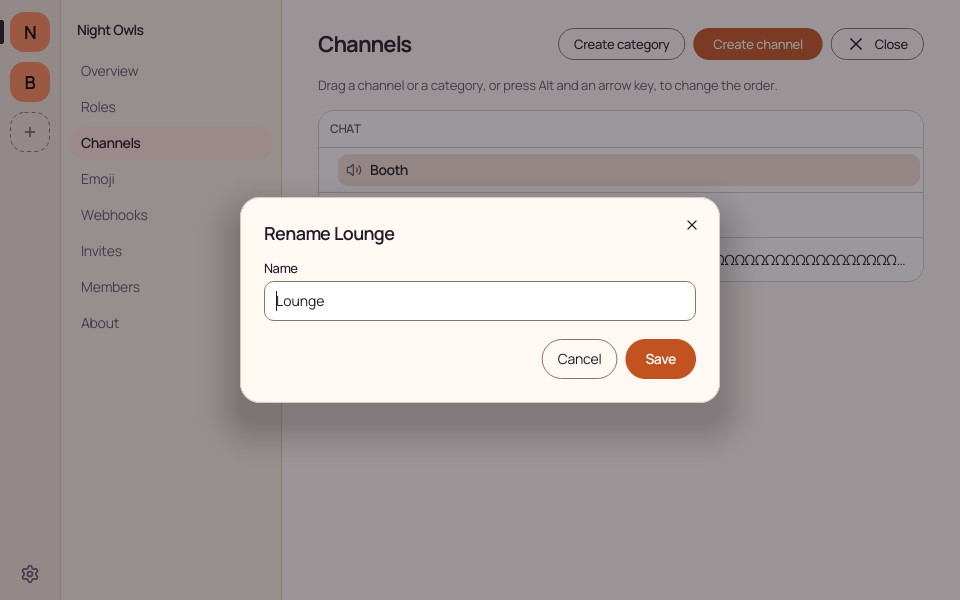 N
Night Owls
B
Overview
Roles
Channels
Emoji
Webhooks
Invites
Members
About
Channels
Create category
Create channel
Close
Drag a channel or a category, or press Alt and an arrow key, to change the order.
CHAT
Booth
Rename Lounge
Name
Lounge
Cancel
Save